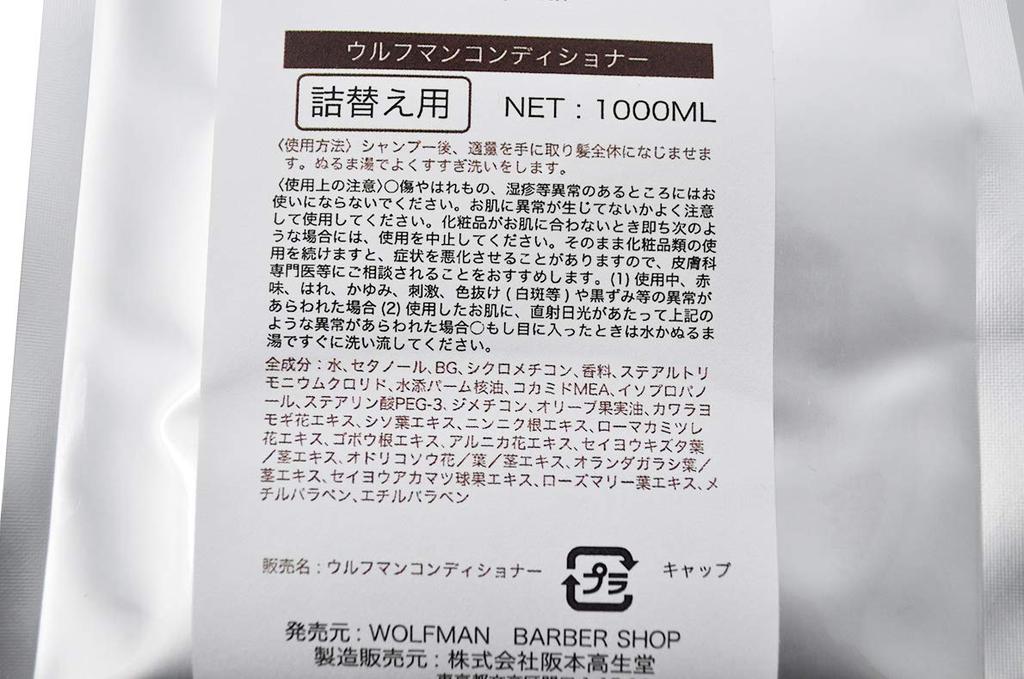 ウルフマンコンディショナー
詰替え用 NET : 1000ML
〈使用方法〉シャンプー後、適量を手に取り髪全体になじませま
す。ぬるま湯でよくすすぎ洗いをします。
〈使用上の注意〉〇傷やはれもの、湿疹等異常のあるところにはお
使いにならないでください。お肌に異常が生じてないかよく注意
して使用してください。化粧品がお肌に合わないとき即ち次のよ
うな場合には、使用を中止してください。そのまま化粧品類の使
用を続けますと、症状を悪化させることがありますので、皮膚科
専門医等にご相談されることをおすすめします。(1) 使用中、赤
味、はれ、かゆみ、刺激、色抜け ( 白斑等 ) や黒ずみ等の異常が
あらわれた場合 (2) 使用したお肌に、直射日光があたって上記の
ような異常があらわれた場合〇もし目に入ったときは水かぬるま
湯ですぐに洗い流してください。
全成分：水、セタノール、BG、シクロメチコン、香料、ステアルトリ
モニウムクロリド、水添パーム核油、コカミドMEA、イソプロパノ
ール、ステアリン酸PEG-3、ジメチコン、オリーブ果実油、カワラヨ
モギ花エキス、シソ葉エキス、ニンニク根エキス、ローマカミツレ
花エキス、ゴボウ根エキス、アルニカ花エキス、セイヨウキズタ葉
／茎エキス、オドリコソウ花／葉／茎エキス、オランダガラシ葉／
茎エキス、セイヨウアカマツ球果エキス、ローズマリー葉エキス、メ
チルパラベン、エチルパラベン
販売名 : ウルフマンコンディショナー プラ キャップ
発売元 : WOLFMAN BARBER SHOP
製造販売元 : 株式会社阪本高生堂